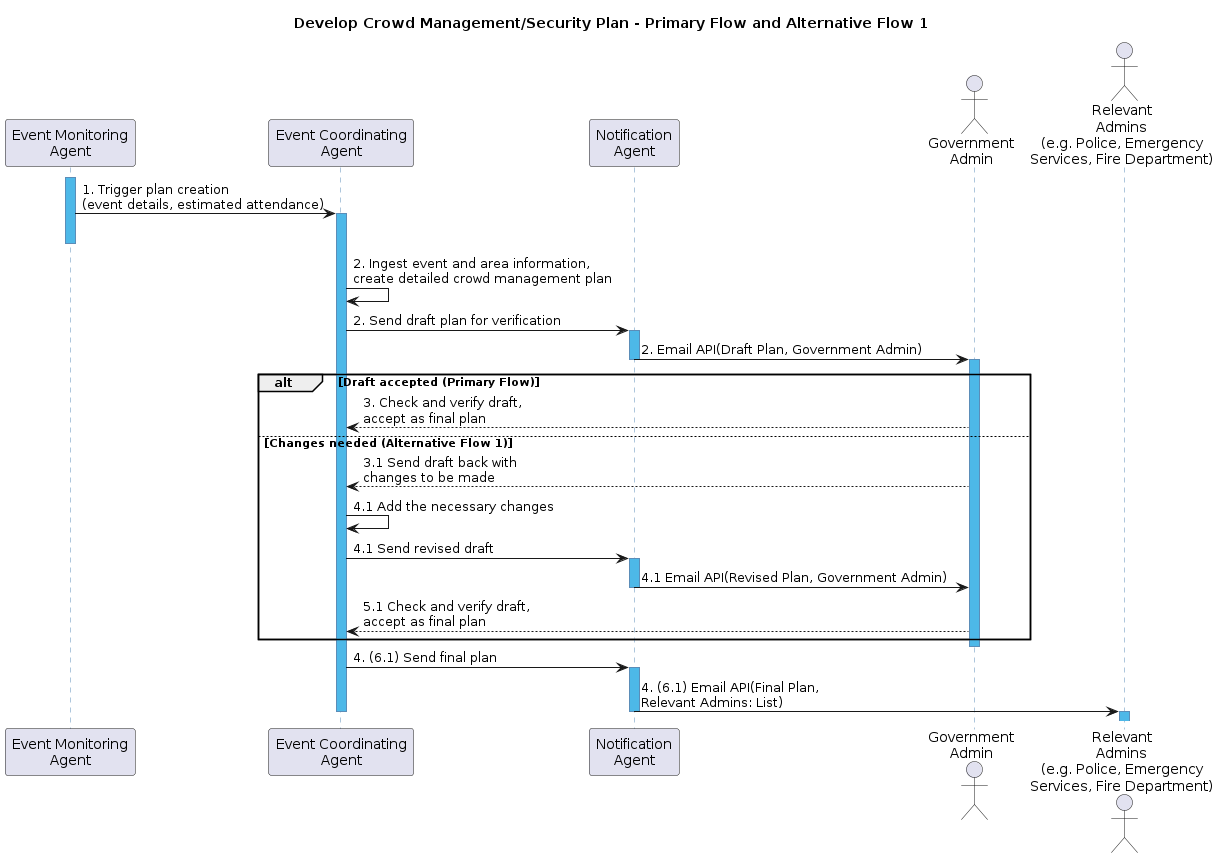 Develop Crowd Management/Security Plan - Primary Flow and Alternative Flow 1
Event Monitoring
Agent
Event Coordinating
Agent
Notification
Agent
Government
Admin
Relevant
Admins
(e.g. Police, Emergency
Services, Fire Department)
1. Trigger plan creation
(event details, estimated attendance)
2. Ingest event and area information,
create detailed crowd management plan
2. Send draft plan for verification
2. Email API(Draft Plan, Government Admin)
alt
[Draft accepted (Primary Flow)]
3. Check and verify draft,
accept as final plan
[Changes needed (Alternative Flow 1)]
3.1 Send draft back with
changes to be made
4.1 Add the necessary changes
4.1 Send revised draft
4.1 Email API(Revised Plan, Government Admin)
5.1 Check and verify draft,
accept as final plan
4. (6.1) Send final plan
4. (6.1) Email API(Final Plan,
Relevant Admins: List)
Event Monitoring
Agent
Event Coordinating
Agent
Notification
Agent
Government
Admin
Relevant
Admins
(e.g. Police, Emergency
Services, Fire Department)